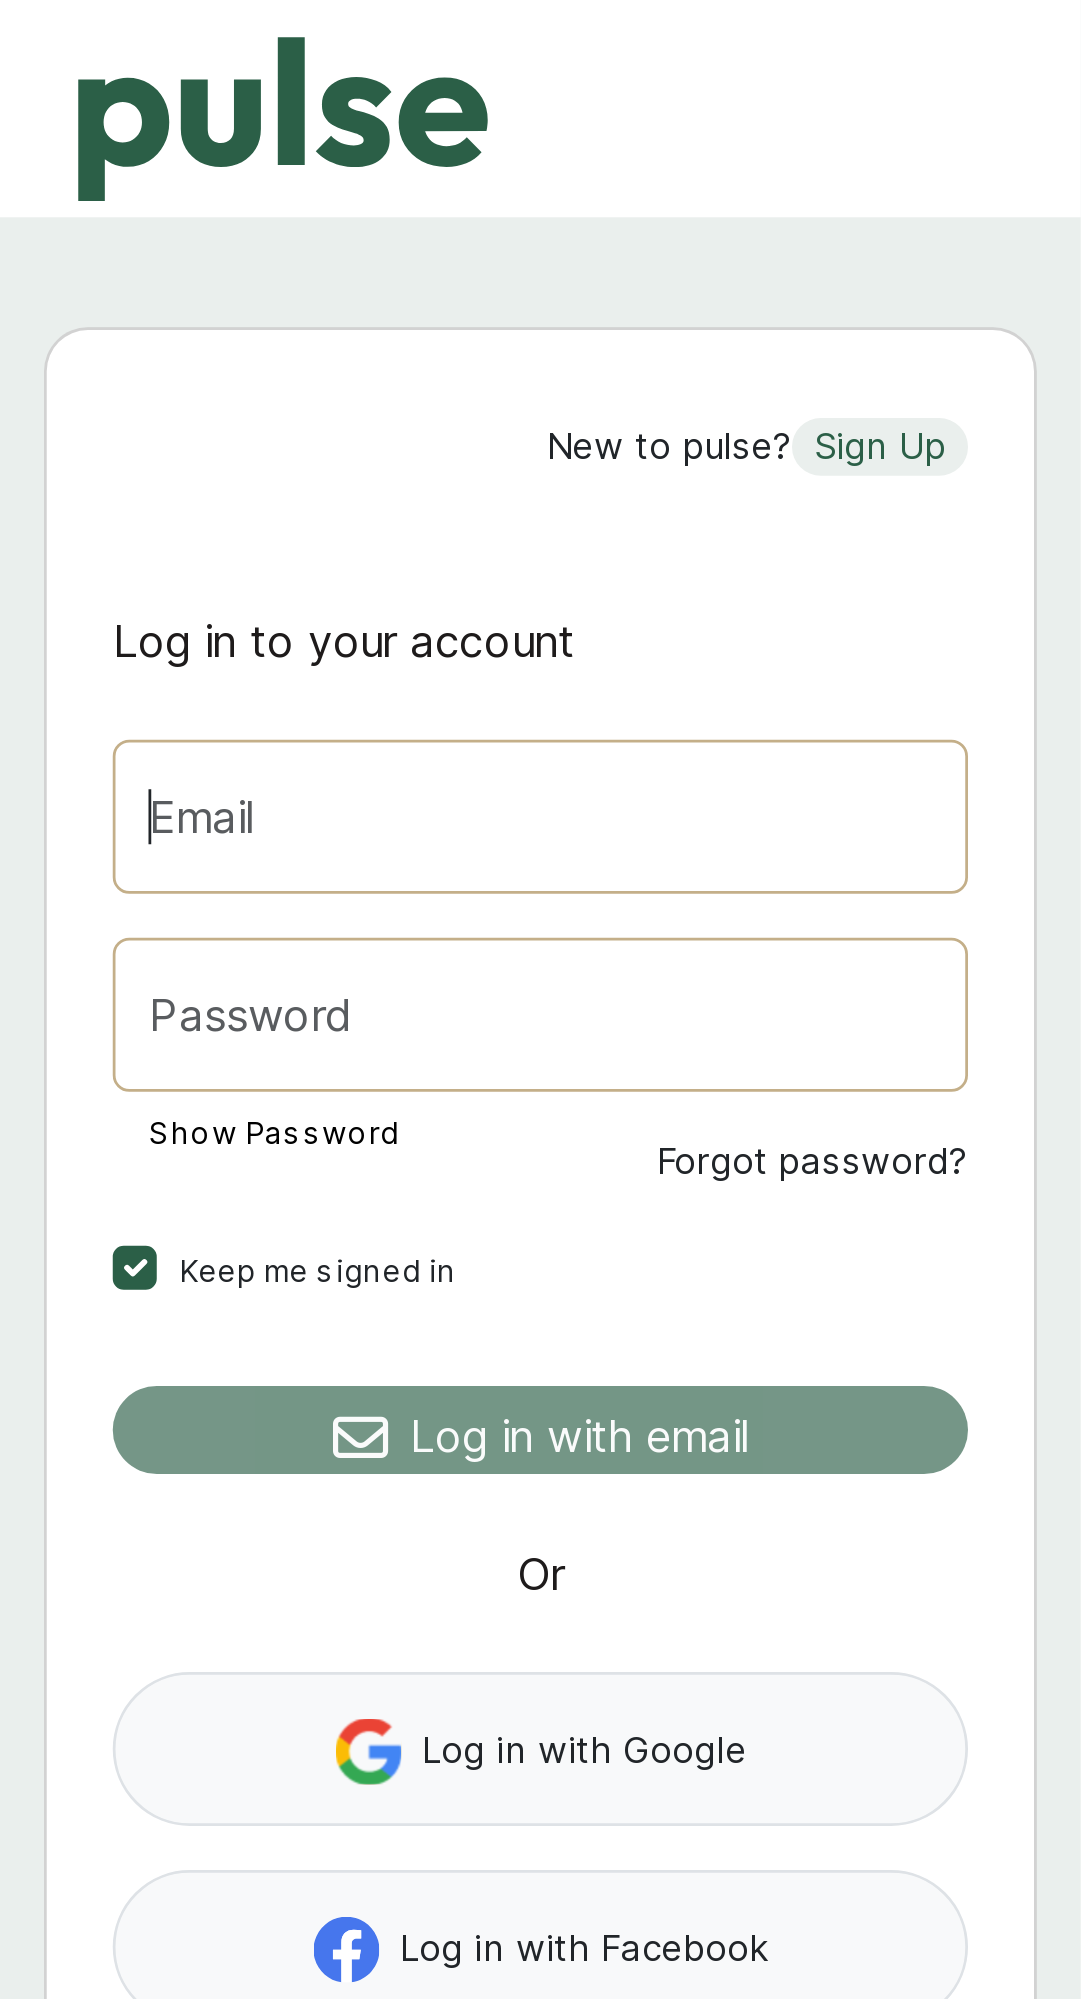 pulse
New to pulse? Sign Up
Log in to your account
Email
Password
Show Password
Forgot password?
Keep me signed in
Log in with email
Or
Log in with Google
Log in with Facebook